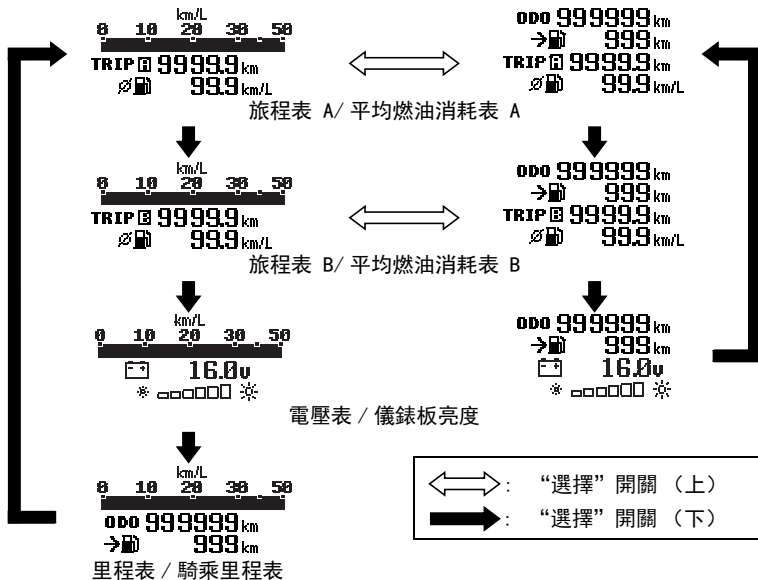 km/L
0 10 20 30 50
TRIP A 9999.9 km
99.9 km/L
ODO 999999 km
999 km
TRIP A 9999.9 km
99.9 km/L
旅程表 A/ 平均燃油消耗表 A
km/L
0 10 20 30 50
TRIP B 9999.9 km
99.9 km/L
ODO 999999 km
999 km
TRIP B 9999.9 km
99.9 km/L
旅程表 B/ 平均燃油消耗表 B
km/L
0 10 20 30 50
16.0v
ODO 999999 km
999 km
16.0v
電壓表 / 儀錶板亮度
km/L
0 10 20 30 50
ODO 999999 km
999 km
里程表 / 騎乘里程表
： “選擇”開關 （上）
： “選擇”開關 （下）